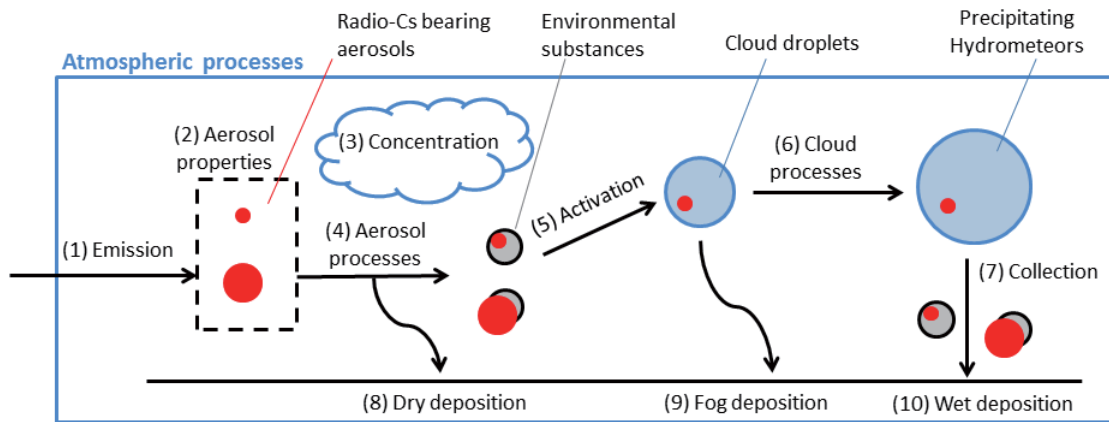 Radio-Cs bearing
aerosols
Environmental
substances
Cloud droplets
Precipitating
Hydrometeors
Atmospheric processes
(2) Aerosol
properties
(3) Concentration
(6) Cloud
processes
(5) Activation
(1) Emission
(4) Aerosol
processes
(7) Collection
(8) Dry deposition
(9) Fog deposition
(10) Wet deposition